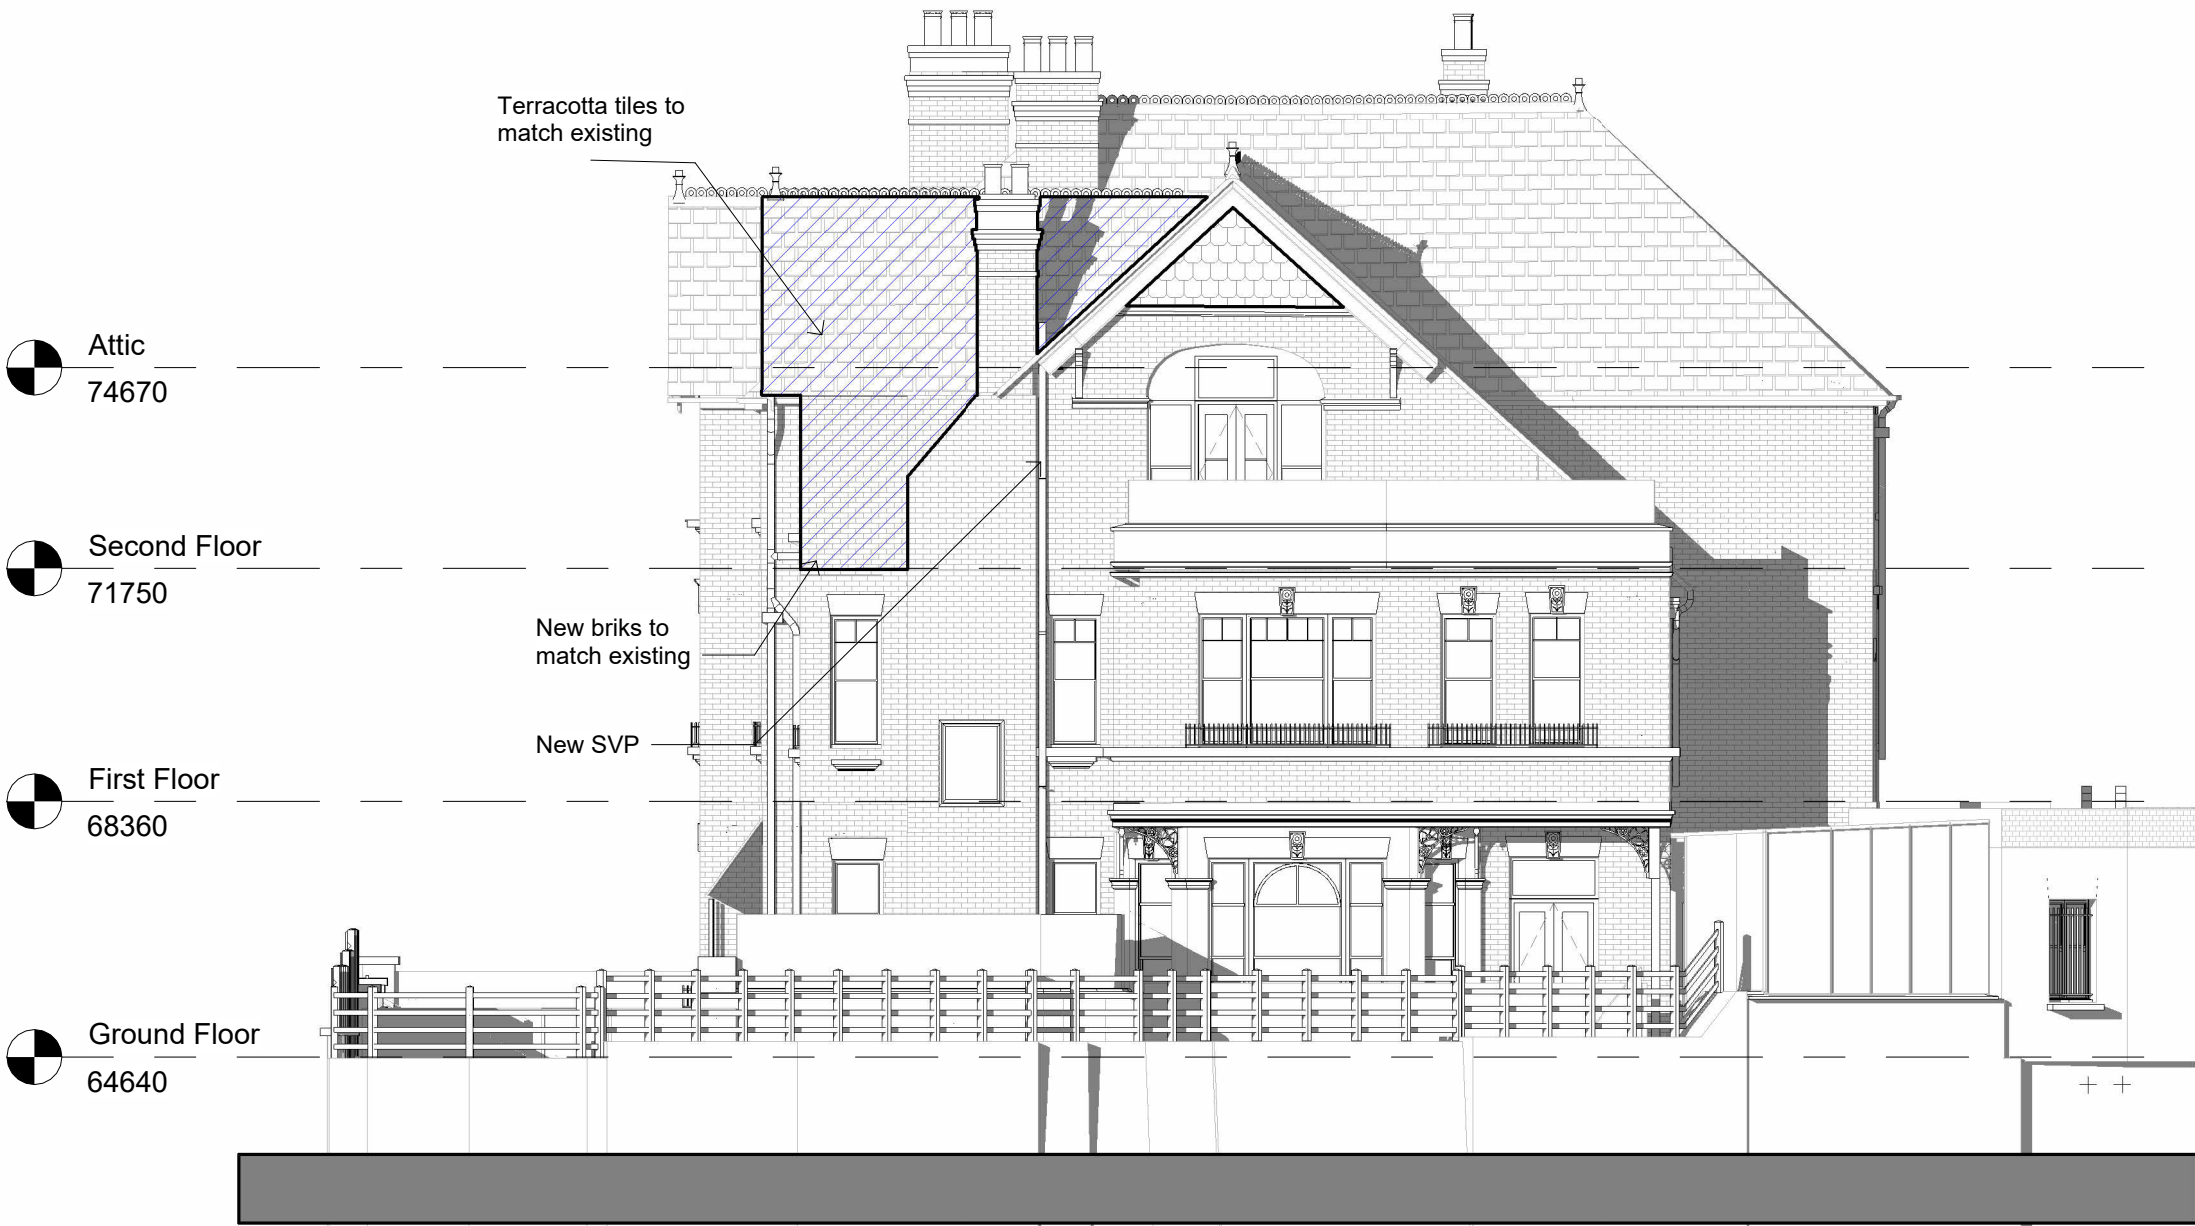 Terracotta tiles to
match existing
Attic
74670
Second Floor
71750
New briks to
match existing
New SVP
First Floor
68360
Ground Floor
64640